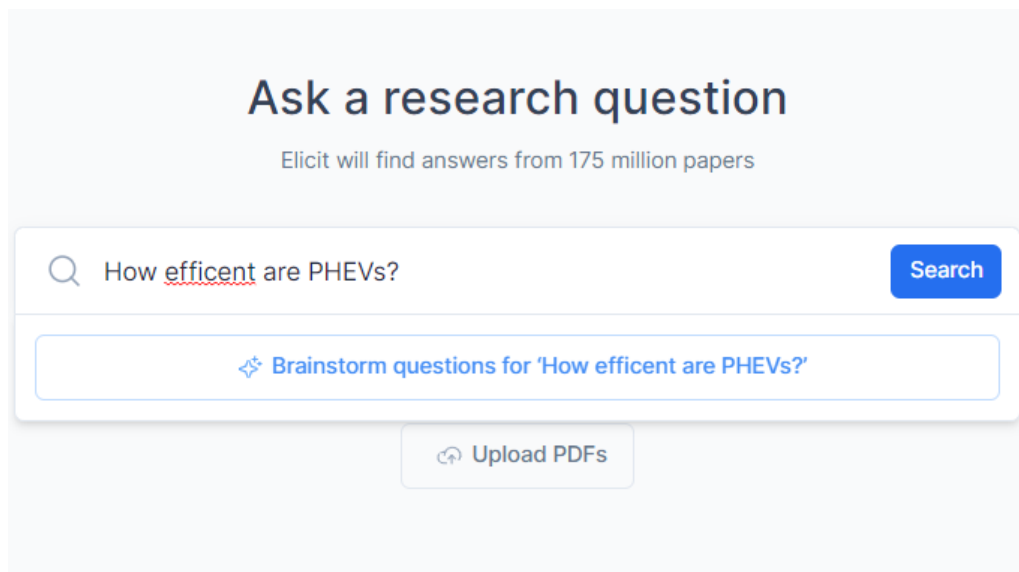 Ask a research question
Elicit will find answers from 175 million papers
How efficent are PHEVs?
Search
Brainstorm questions for ‘How efficent are PHEVs?’
Upload PDFs